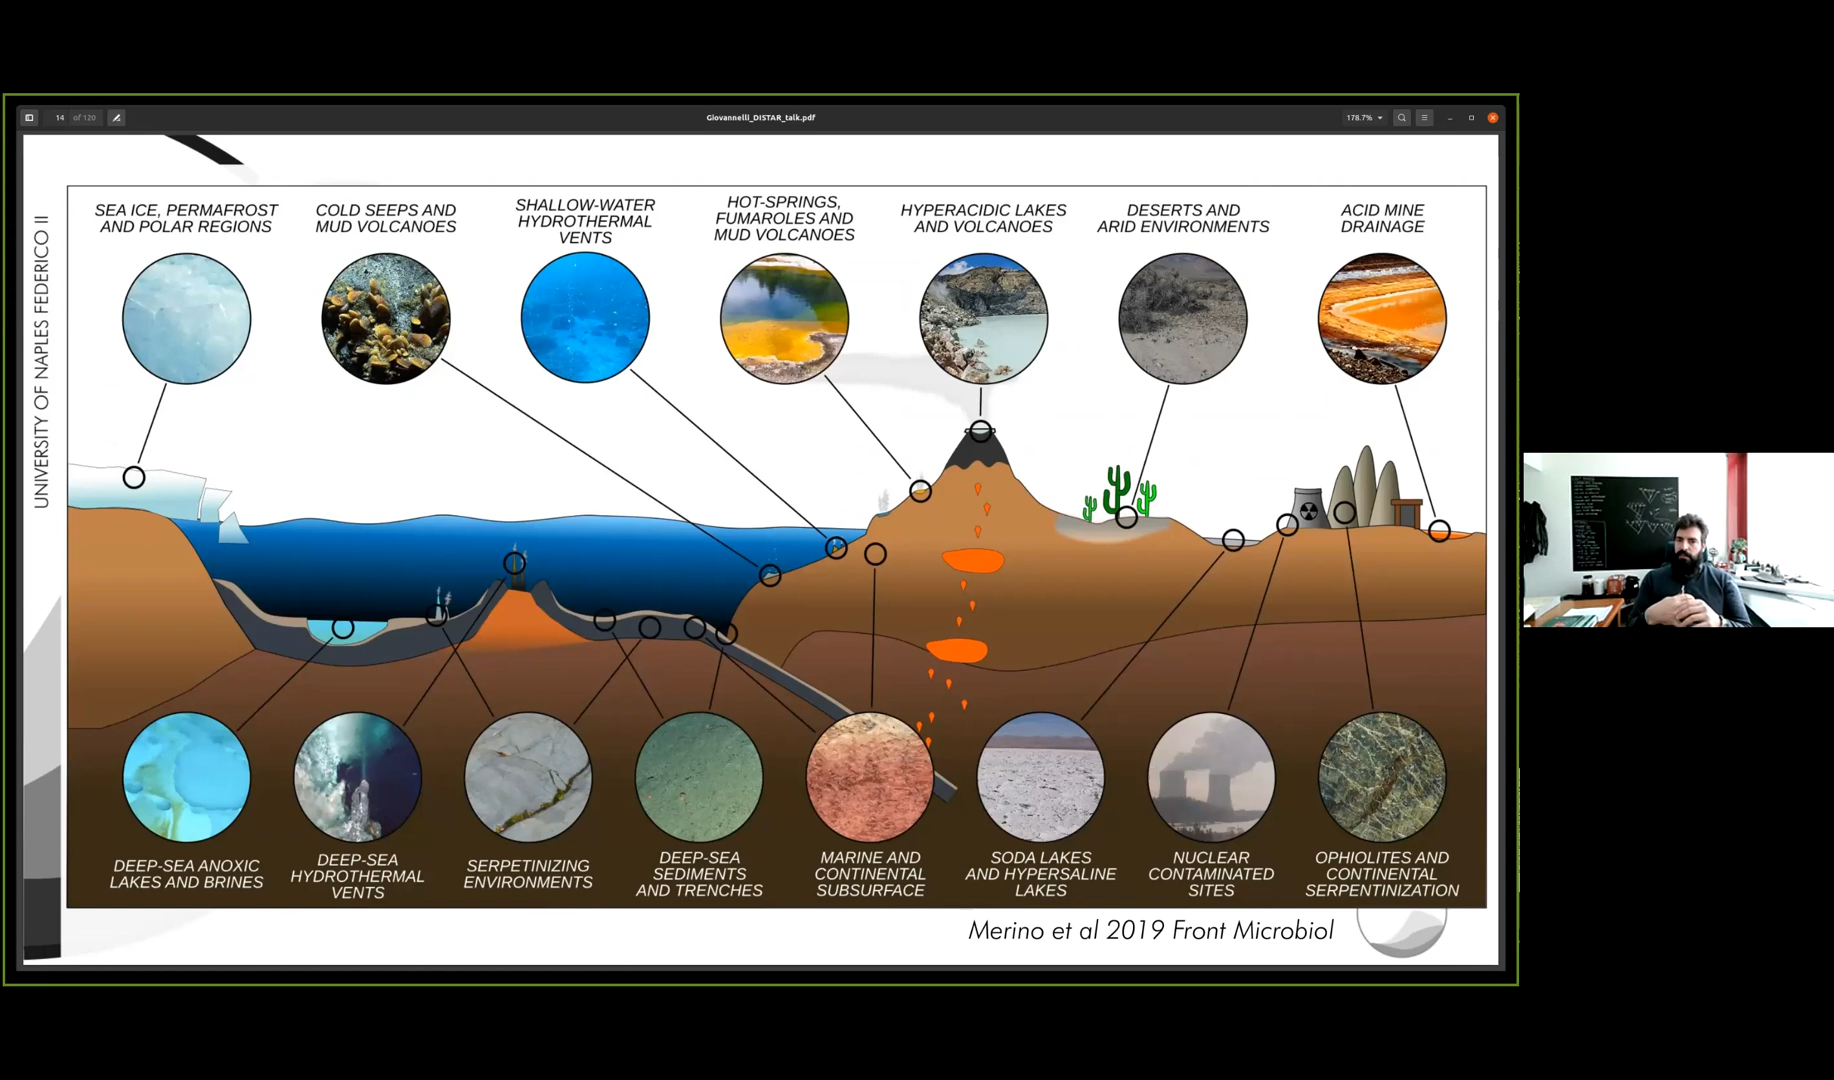 14 of 120
Giovannelli_DISTAR_talk.pdf
178.7%
UNIVERSITY OF NAPLES FEDERICO II
SEA ICE, PERMAFROST
AND POLAR REGIONS
COLD SEEPS AND
MUD VOLCANOES
SHALLOW-WATER
HYDROTHERMAL
VENTS
HOT-SPRINGS,
FUMAROLES AND
MUD VOLCANOES
HYPERACIDIC LAKES
AND VOLCANOES
DESERTS AND
ARID ENVIRONMENTS
ACID MINE
DRAINAGE
DEEP-SEA ANOXIC
LAKES AND BRINES
DEEP-SEA
HYDROTHERMAL
VENTS
SERPETINIZING
ENVIRONMENTS
DEEP-SEA
SEDIMENTS
AND TRENCHES
MARINE AND
CONTINENTAL
SUBSURFACE
SODA LAKES
AND HYPERSALINE
LAKES
NUCLEAR
CONTAMINATED
SITES
OPHIOLITES AND
CONTINENTAL
SERPENTINIZATION
Merino et al 2019 Front Microbiol